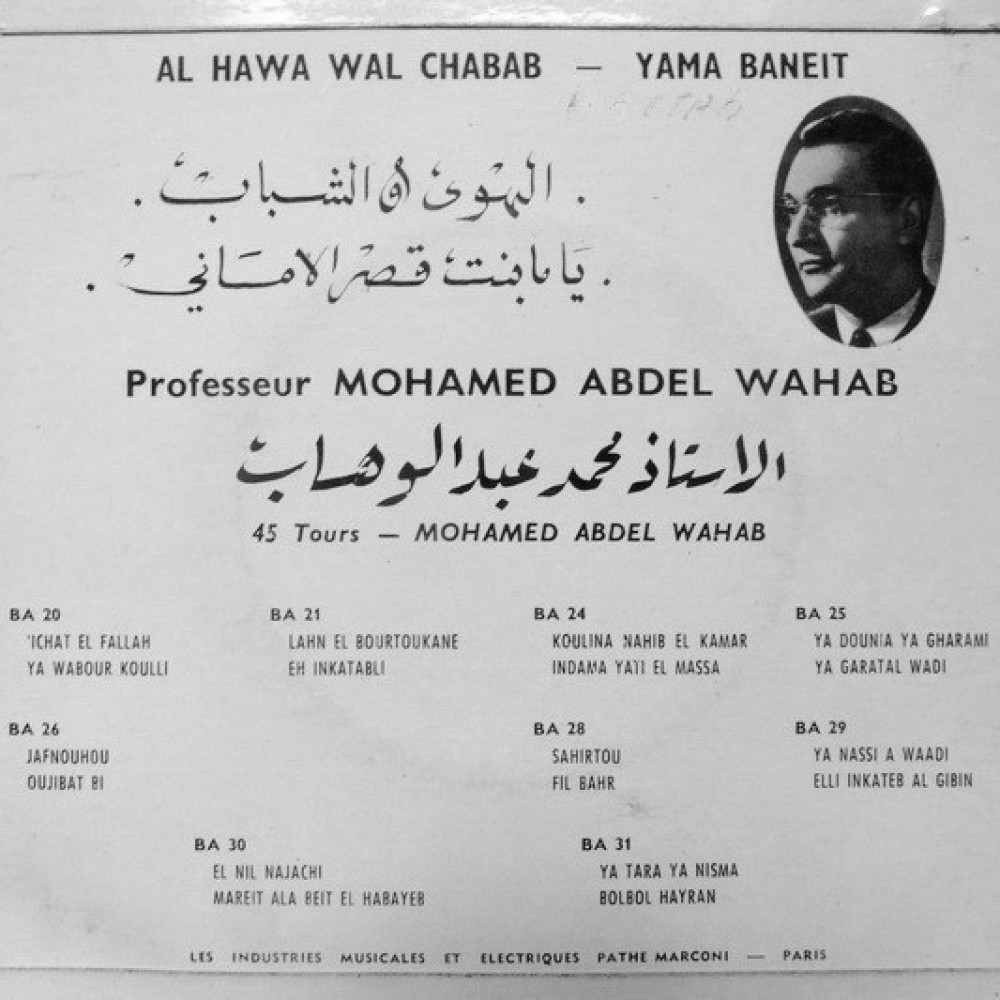 AL HAWA WAL CHABAB — YAMA BANEIT
. الهوى والشباب .
. ياما بنيت قصر الاماني .
Professeur MOHAMED ABDEL WAHAB
الاستاذ محمد عبد الوهاب
45 Tours — MOHAMED ABDEL WAHAB
BA 20
'ICHAT EL FALLAH
YA WABOUR KOULLI
BA 21
LAHN EL BOURTOUKANE
EH INKATABLI
BA 24
KOULINA NAHIB EL KAMAR
INDAMA YATI EL MASSA
BA 25
YA DOUNIA YA GHARAMI
YA GARATAL WADI
BA 26
JAFNOUHOU
OUJIBAT BI
BA 28
SAHIRTOU
FIL BAHR
BA 29
YA NASSI A WAADI
ELLI INKATEB AL GIBIN
BA 30
EL NIL NAJACHI
MAREIT ALA BEIT EL HABAYEB
BA 31
YA TARA YA NISMA
BOLBOL HAYRAN
LES INDUSTRIES MUSICALES ET ELECTRIQUES PATHE MARCONI — PARIS